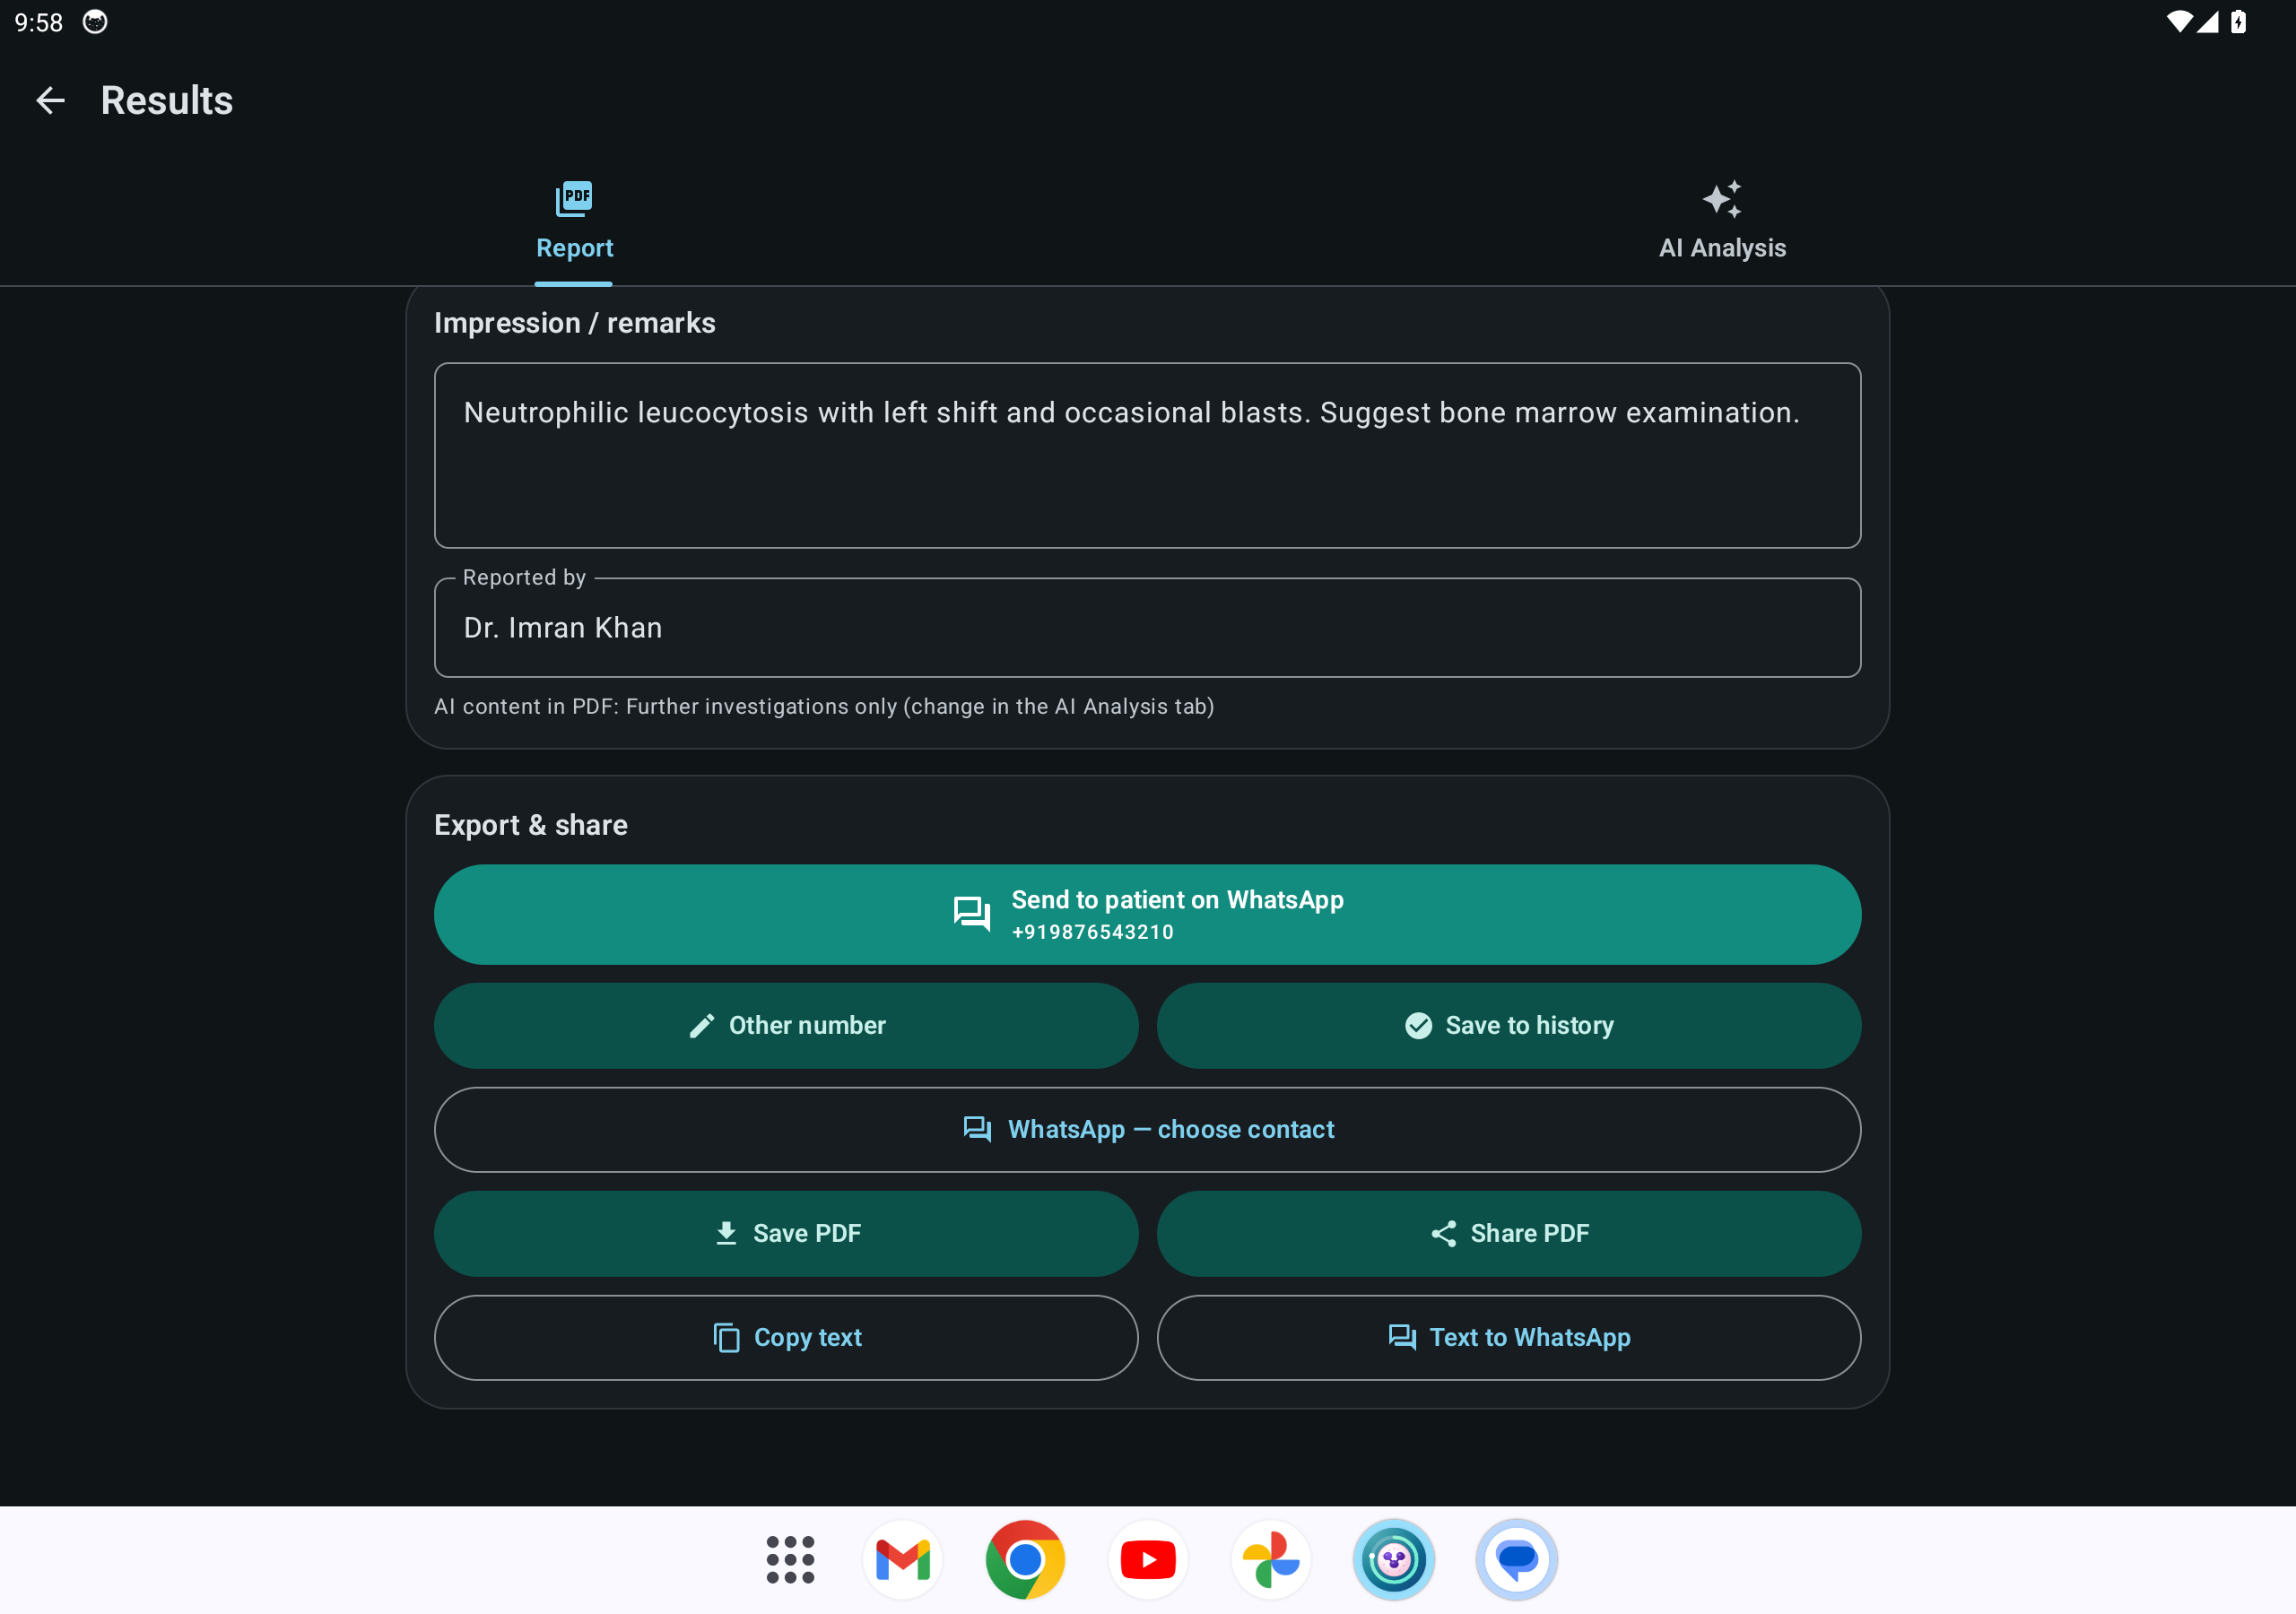 9:58
Results
PDF
Report
AI Analysis
Impression / remarks
Neutrophilic leucocytosis with left shift and occasional blasts. Suggest bone marrow examination.
Reported by
Dr. Imran Khan
AI content in PDF: Further investigations only (change in the AI Analysis tab)
Export & share
Send to patient on WhatsApp
+919876543210
Other number
Save to history
WhatsApp — choose contact
Save PDF
Share PDF
Copy text
Text to WhatsApp